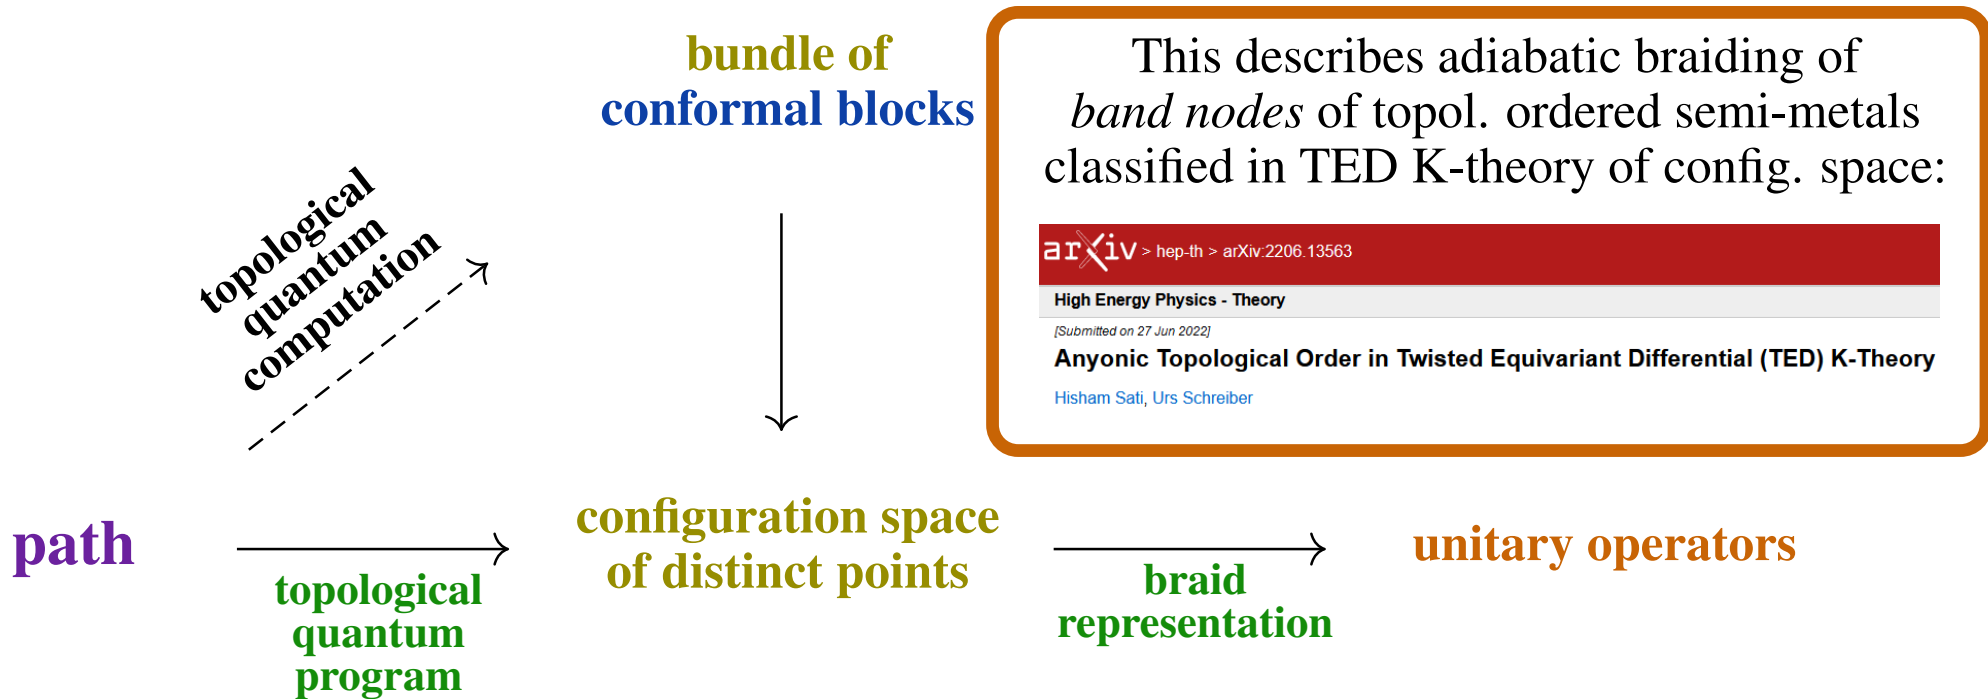 bundle of
conformal blocks
This describes adiabatic braiding of
band nodes of topol. ordered semi-metals
classified in TED K-theory of config. space:
arXiv > hep-th > arXiv:2206.13563
High Energy Physics - Theory
[Submitted on 27 Jun 2022]
Anyonic Topological Order in Twisted Equivariant Differential (TED) K-Theory
Hisham Sati, Urs Schreiber
topological
quantum
computation
path
topological
quantum
program
configuration space
of distinct points
braid
representation
unitary operators